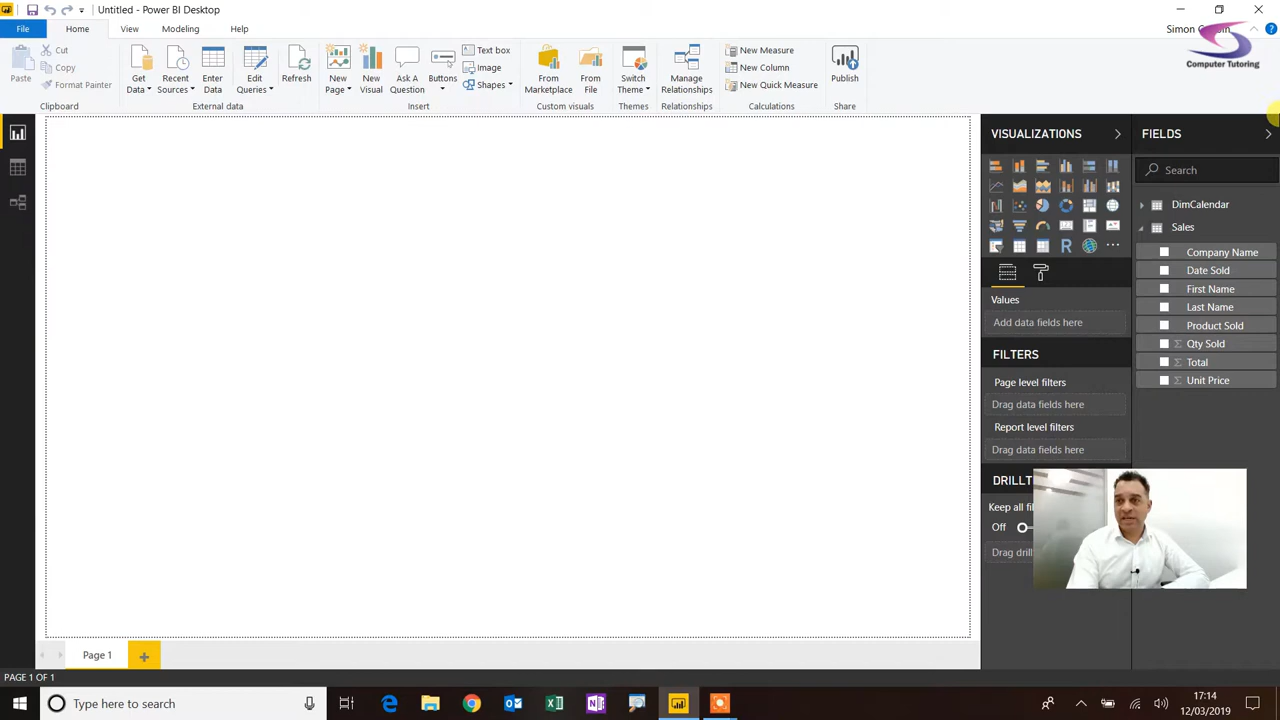 Untitled - Power BI Desktop
File
Home
View
Modeling
Help
Simon
Computer Tutoring
Paste
Cut
Copy
Format Painter
Clipboard
Get Data
Recent Sources
Enter Data
Edit Queries
Refresh
External data
New Page
New Visual
Ask A Question
Buttons
Text box
Image
Shapes
Insert
From Marketplace
From File
Custom visuals
Switch Theme
Themes
Manage Relationships
Relationships
New Measure
New Column
New Quick Measure
Calculations
Publish
Share
VISUALIZATIONS
R
Values
Add data fields here
FILTERS
Page level filters
Drag data fields here
Report level filters
Drag data fields here
DRILLT
Keep all fil
Off
Drag drill
FIELDS
Search
DimCalendar
Sales
Company Name
Date Sold
First Name
Last Name
Product Sold
Σ Qty Sold
Σ Total
Σ Unit Price
Page 1
PAGE 1 OF 1
Type here to search
17:14
12/03/2019